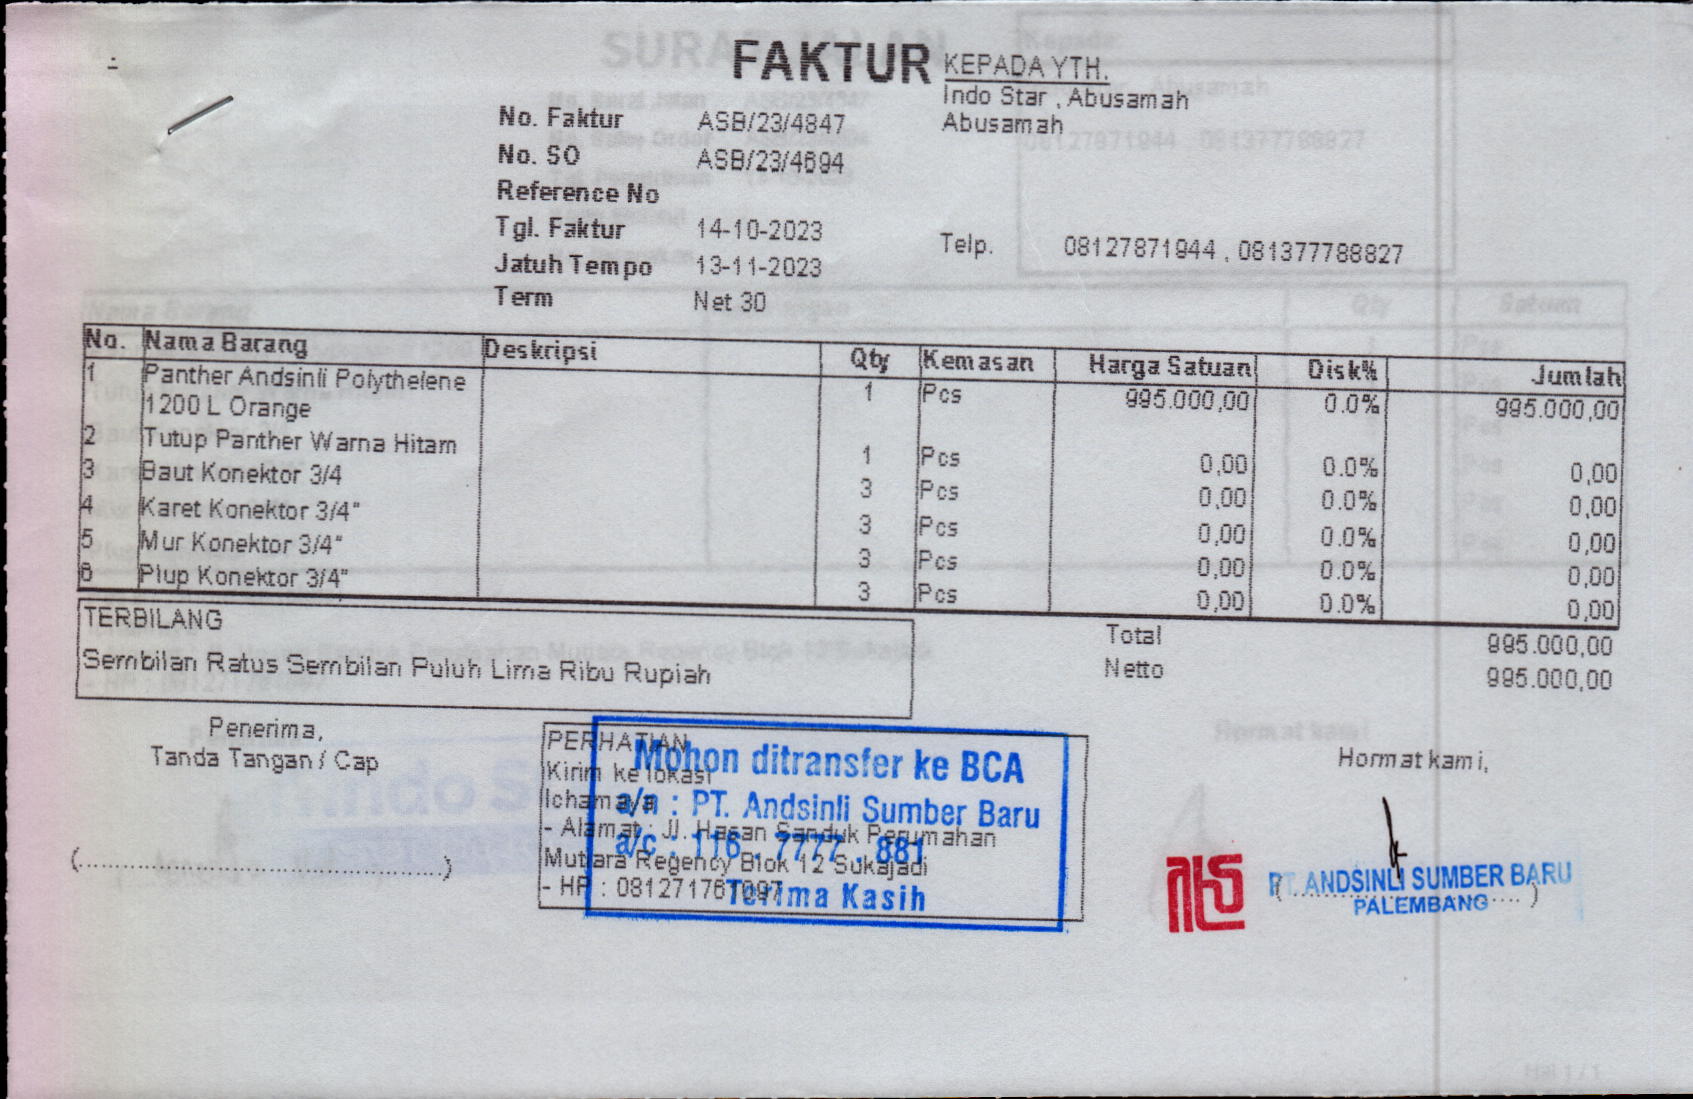 FAKTUR
No. Faktur ASB/23/4847
No. SO ASB/23/4694
Reference No
Tgl. Faktur 14-10-2023
Jatuh Tempo 13-11-2023
Term Net 30
KEPADA YTH.
Indo Star , Abusamah
Abusamah
Telp. 08127871944 , 081377788827
No. Nama Barang Deskripsi Qty Kemasan Harga Satuan Disk% Jumlah
1 Panther Andsinli Polythelene 1 Pcs 995.000,00 0.0% 995.000,00
1200 L Orange
2 Tutup Panther Warna Hitam 1 Pcs 0,00 0.0% 0,00
3 Baut Konektor 3/4 3 Pcs 0,00 0.0% 0,00
4 Karet Konektor 3/4" 3 Pcs 0,00 0.0% 0,00
5 Mur Konektor 3/4" 3 Pcs 0,00 0.0% 0,00
6 Plup Konektor 3/4" 3 Pcs 0,00 0.0% 0,00
TERBILANG
Sembilan Ratus Sembilan Puluh Lima Ribu Rupiah
Total 995.000,00
Netto 995.000,00
Penerima,
Tanda Tangan / Cap
(........................................)
PERHATIAN
Kirim ke lokasi
Ichamaya
- Alamat : Jl. Hasan Sanduk Perumahan
Mutiara Regency Blok 12 Sukajadi
- HP :
Mohon ditransfer ke BCA
a/n : PT. Andsinli Sumber Baru
a/c : 116. 7777. 881
Terima Kasih
Hormat kami,
PT. ANDSINLI SUMBER BARU
PALEMBANG